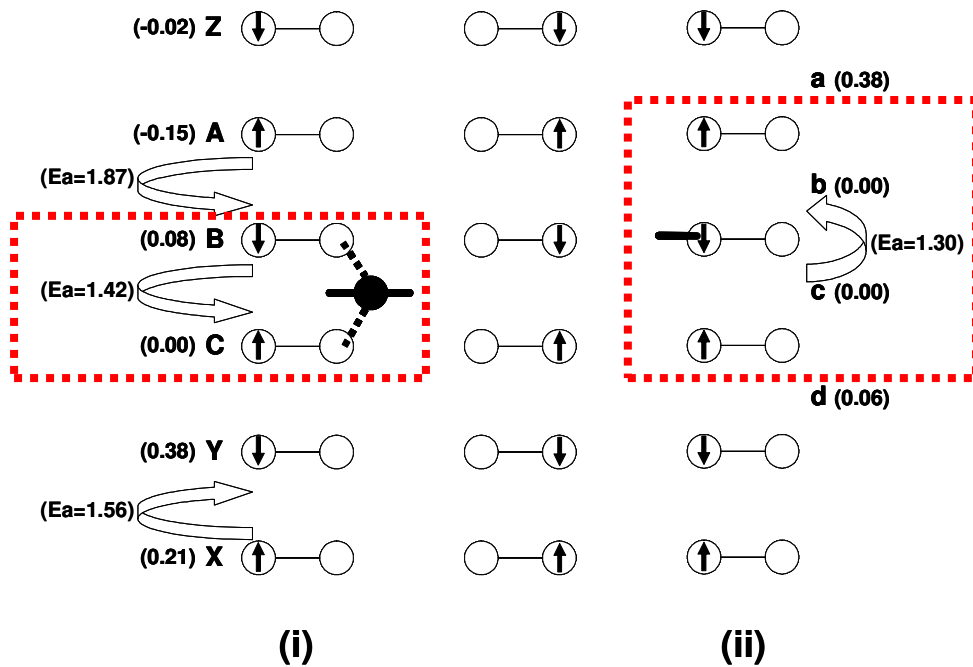 (-0.02) Z
a (0.38)
(-0.15) A
(Ea=1.87)
b (0.00)
(0.08) B
(Ea=1.30)
(Ea=1.42)
c (0.00)
(0.00) C
d (0.06)
(0.38) Y
(Ea=1.56)
(0.21) X
(i) (ii)